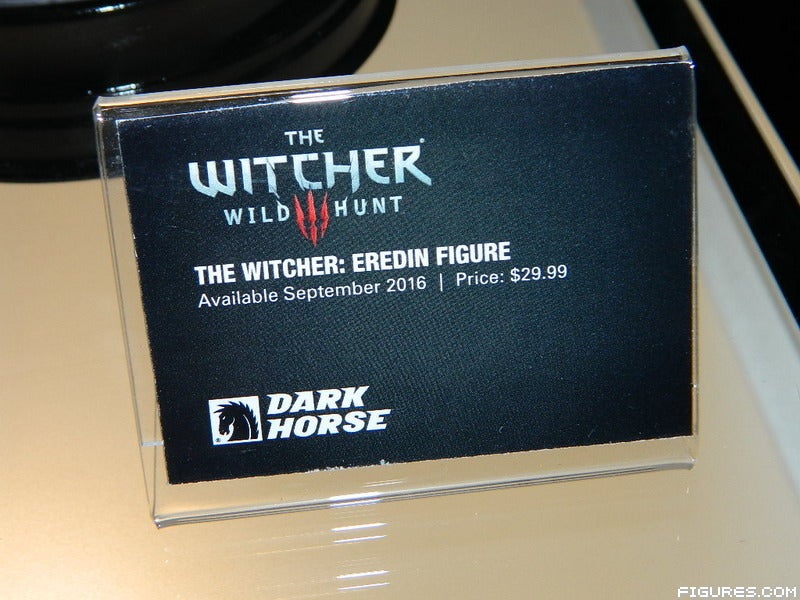 THE
WITCHER
WILD HUNT
THE WITCHER: EREDIN FIGURE
Available September 2016 | Price: $29.99
DARK
HORSE
FIGURES.COM